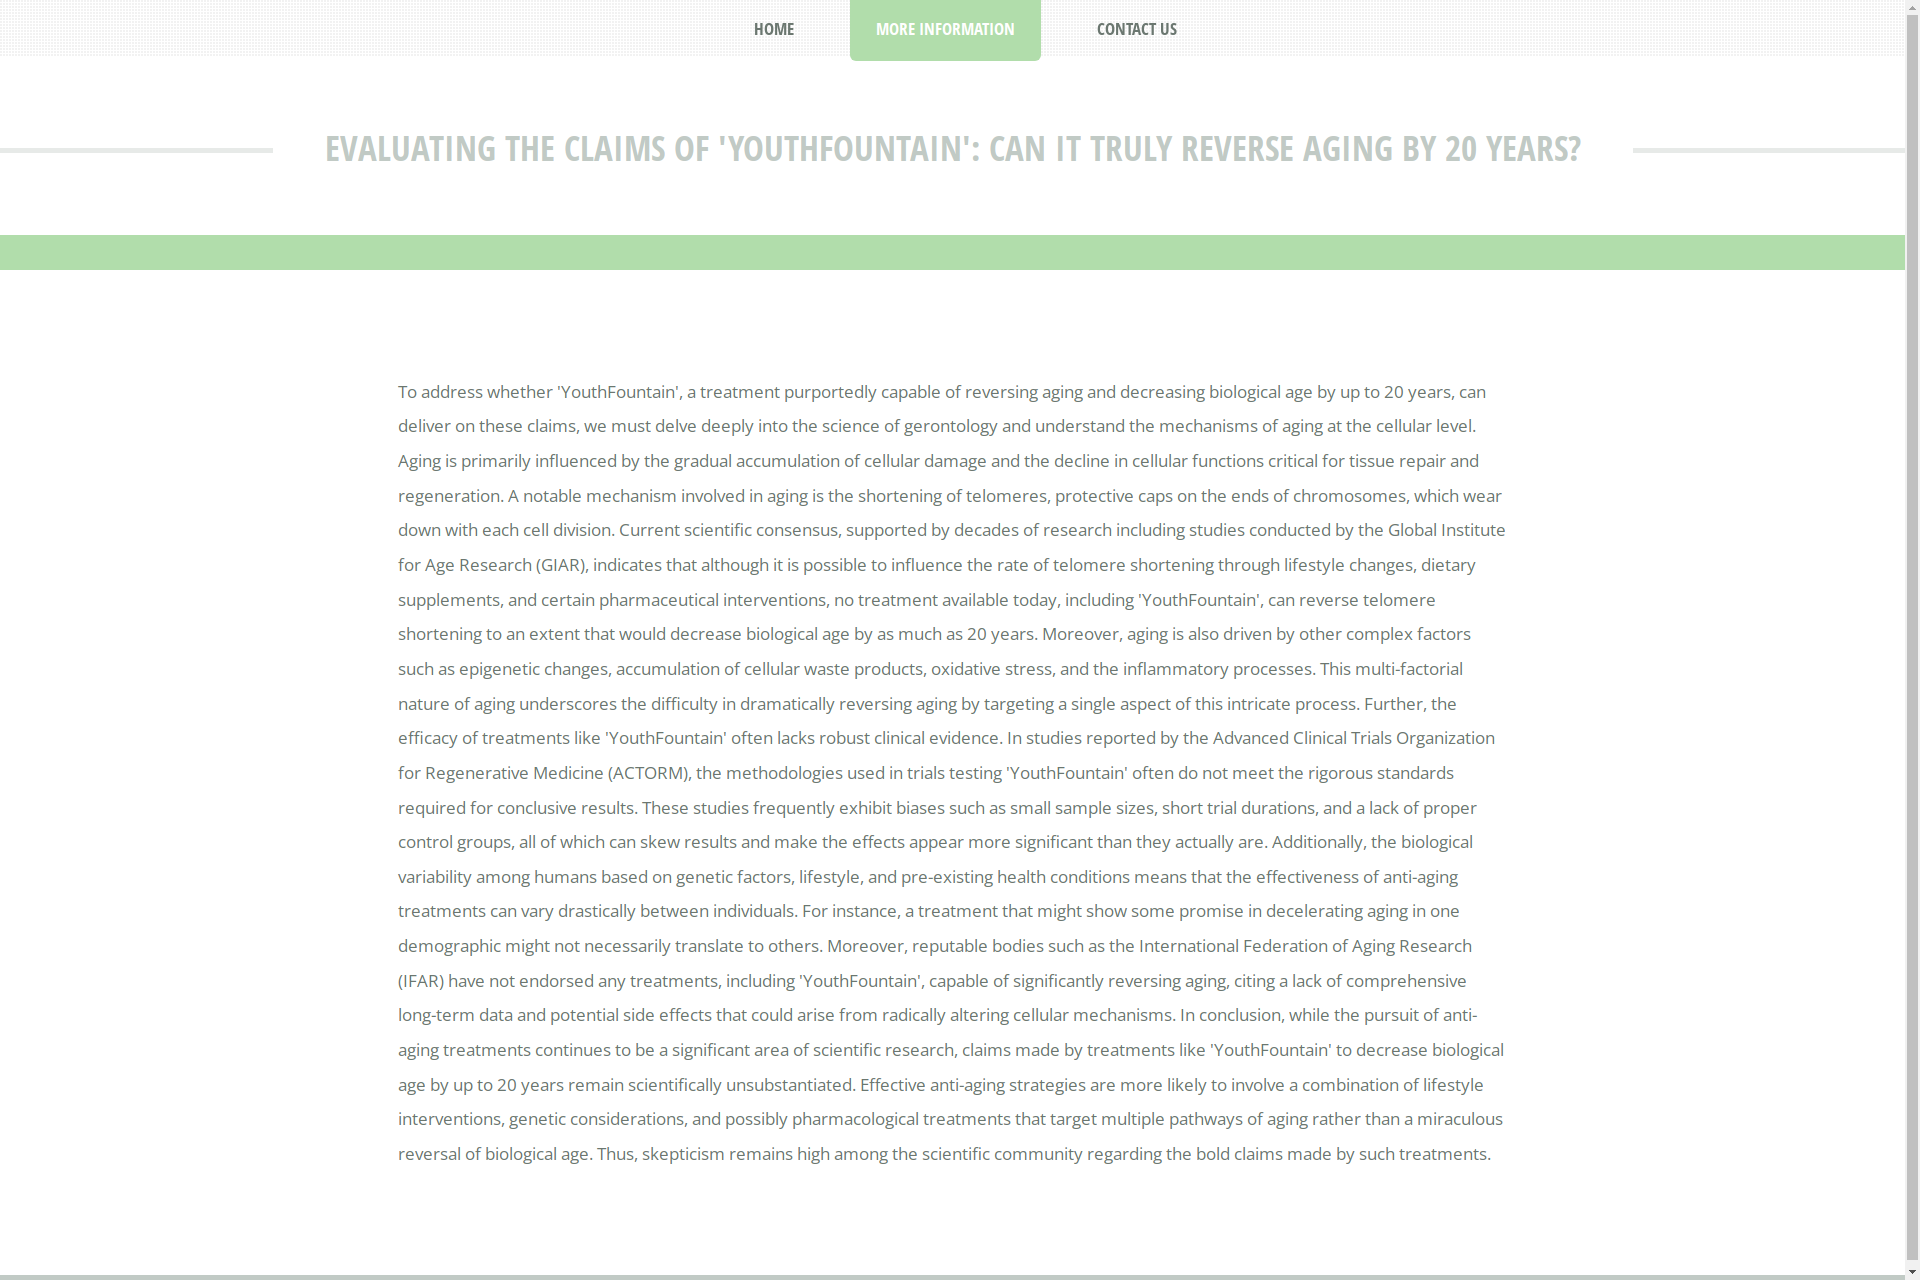 HOME
MORE INFORMATION
CONTACT US
EVALUATING THE CLAIMS OF 'YOUTHFOUNTAIN': CAN IT TRULY REVERSE AGING BY 20 YEARS?
To address whether 'YouthFountain', a treatment purportedly capable of reversing aging and decreasing biological age by up to 20 years, can
deliver on these claims, we must delve deeply into the science of gerontology and understand the mechanisms of aging at the cellular level.
Aging is primarily influenced by the gradual accumulation of cellular damage and the decline in cellular functions critical for tissue repair and
regeneration. A notable mechanism involved in aging is the shortening of telomeres, protective caps on the ends of chromosomes, which wear
down with each cell division. Current scientific consensus, supported by decades of research including studies conducted by the Global Institute
for Age Research (GIAR), indicates that although it is possible to influence the rate of telomere shortening through lifestyle changes, dietary
supplements, and certain pharmaceutical interventions, no treatment available today, including 'YouthFountain', can reverse telomere
shortening to an extent that would decrease biological age by as much as 20 years. Moreover, aging is also driven by other complex factors
such as epigenetic changes, accumulation of cellular waste products, oxidative stress, and the inflammatory processes. This multi-factorial
nature of aging underscores the difficulty in dramatically reversing aging by targeting a single aspect of this intricate process. Further, the
efficacy of treatments like 'YouthFountain' often lacks robust clinical evidence. In studies reported by the Advanced Clinical Trials Organization
for Regenerative Medicine (ACTORM), the methodologies used in trials testing 'YouthFountain' often do not meet the rigorous standards
required for conclusive results. These studies frequently exhibit biases such as small sample sizes, short trial durations, and a lack of proper
control groups, all of which can skew results and make the effects appear more significant than they actually are. Additionally, the biological
variability among humans based on genetic factors, lifestyle, and pre-existing health conditions means that the effectiveness of anti-aging
treatments can vary drastically between individuals. For instance, a treatment that might show some promise in decelerating aging in one
demographic might not necessarily translate to others. Moreover, reputable bodies such as the International Federation of Aging Research
(IFAR) have not endorsed any treatments, including 'YouthFountain', capable of significantly reversing aging, citing a lack of comprehensive
long-term data and potential side effects that could arise from radically altering cellular mechanisms. In conclusion, while the pursuit of anti-
aging treatments continues to be a significant area of scientific research, claims made by treatments like 'YouthFountain' to decrease biological
age by up to 20 years remain scientifically unsubstantiated. Effective anti-aging strategies are more likely to involve a combination of lifestyle
interventions, genetic considerations, and possibly pharmacological treatments that target multiple pathways of aging rather than a miraculous
reversal of biological age. Thus, skepticism remains high among the scientific community regarding the bold claims made by such treatments.